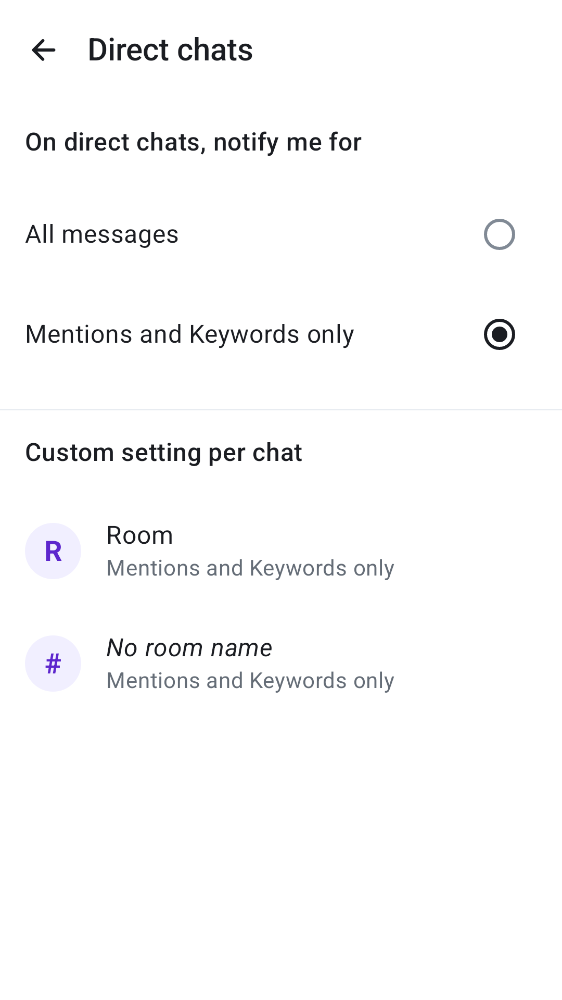 Direct chats
On direct chats, notify me for
All messages
Mentions and Keywords only
Custom setting per chat
R
Room
Mentions and Keywords only
#
No room name
Mentions and Keywords only